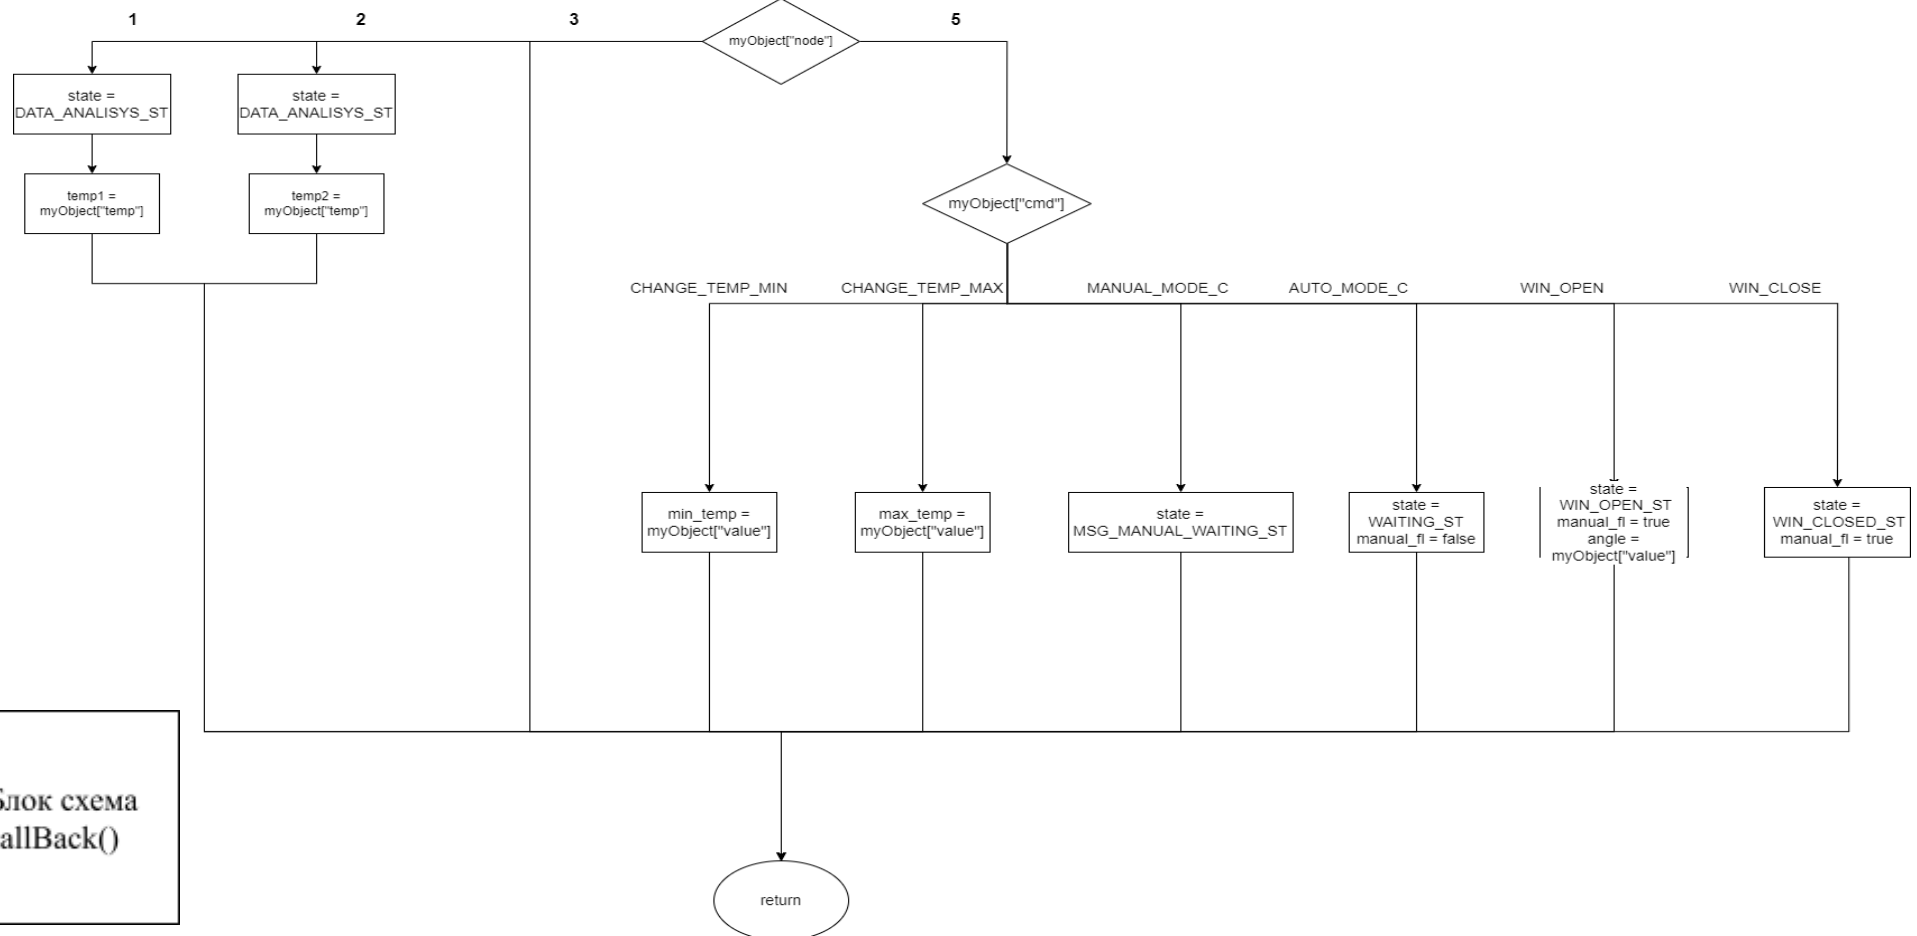 1
2
3
5
myObject["node"]
state =
DATA_ANALISYS_ST
state =
DATA_ANALISYS_ST
temp1 =
myObject["temp"]
temp2 =
myObject["temp"]
myObject["cmd"]
CHANGE_TEMP_MIN
CHANGE_TEMP_MAX
MANUAL_MODE_C
AUTO_MODE_C
WIN_OPEN
WIN_CLOSE
min_temp =
myObject["value"]
max_temp =
myObject["value"]
state =
MSG_MANUAL_WAITING_ST
state =
WAITING_ST
manual_fl = false
state =
WIN_OPEN_ST
manual_fl = true
angle =
myObject["value"]
state =
WIN_CLOSED_ST
manual_fl = true
лок схема
allBack()
return